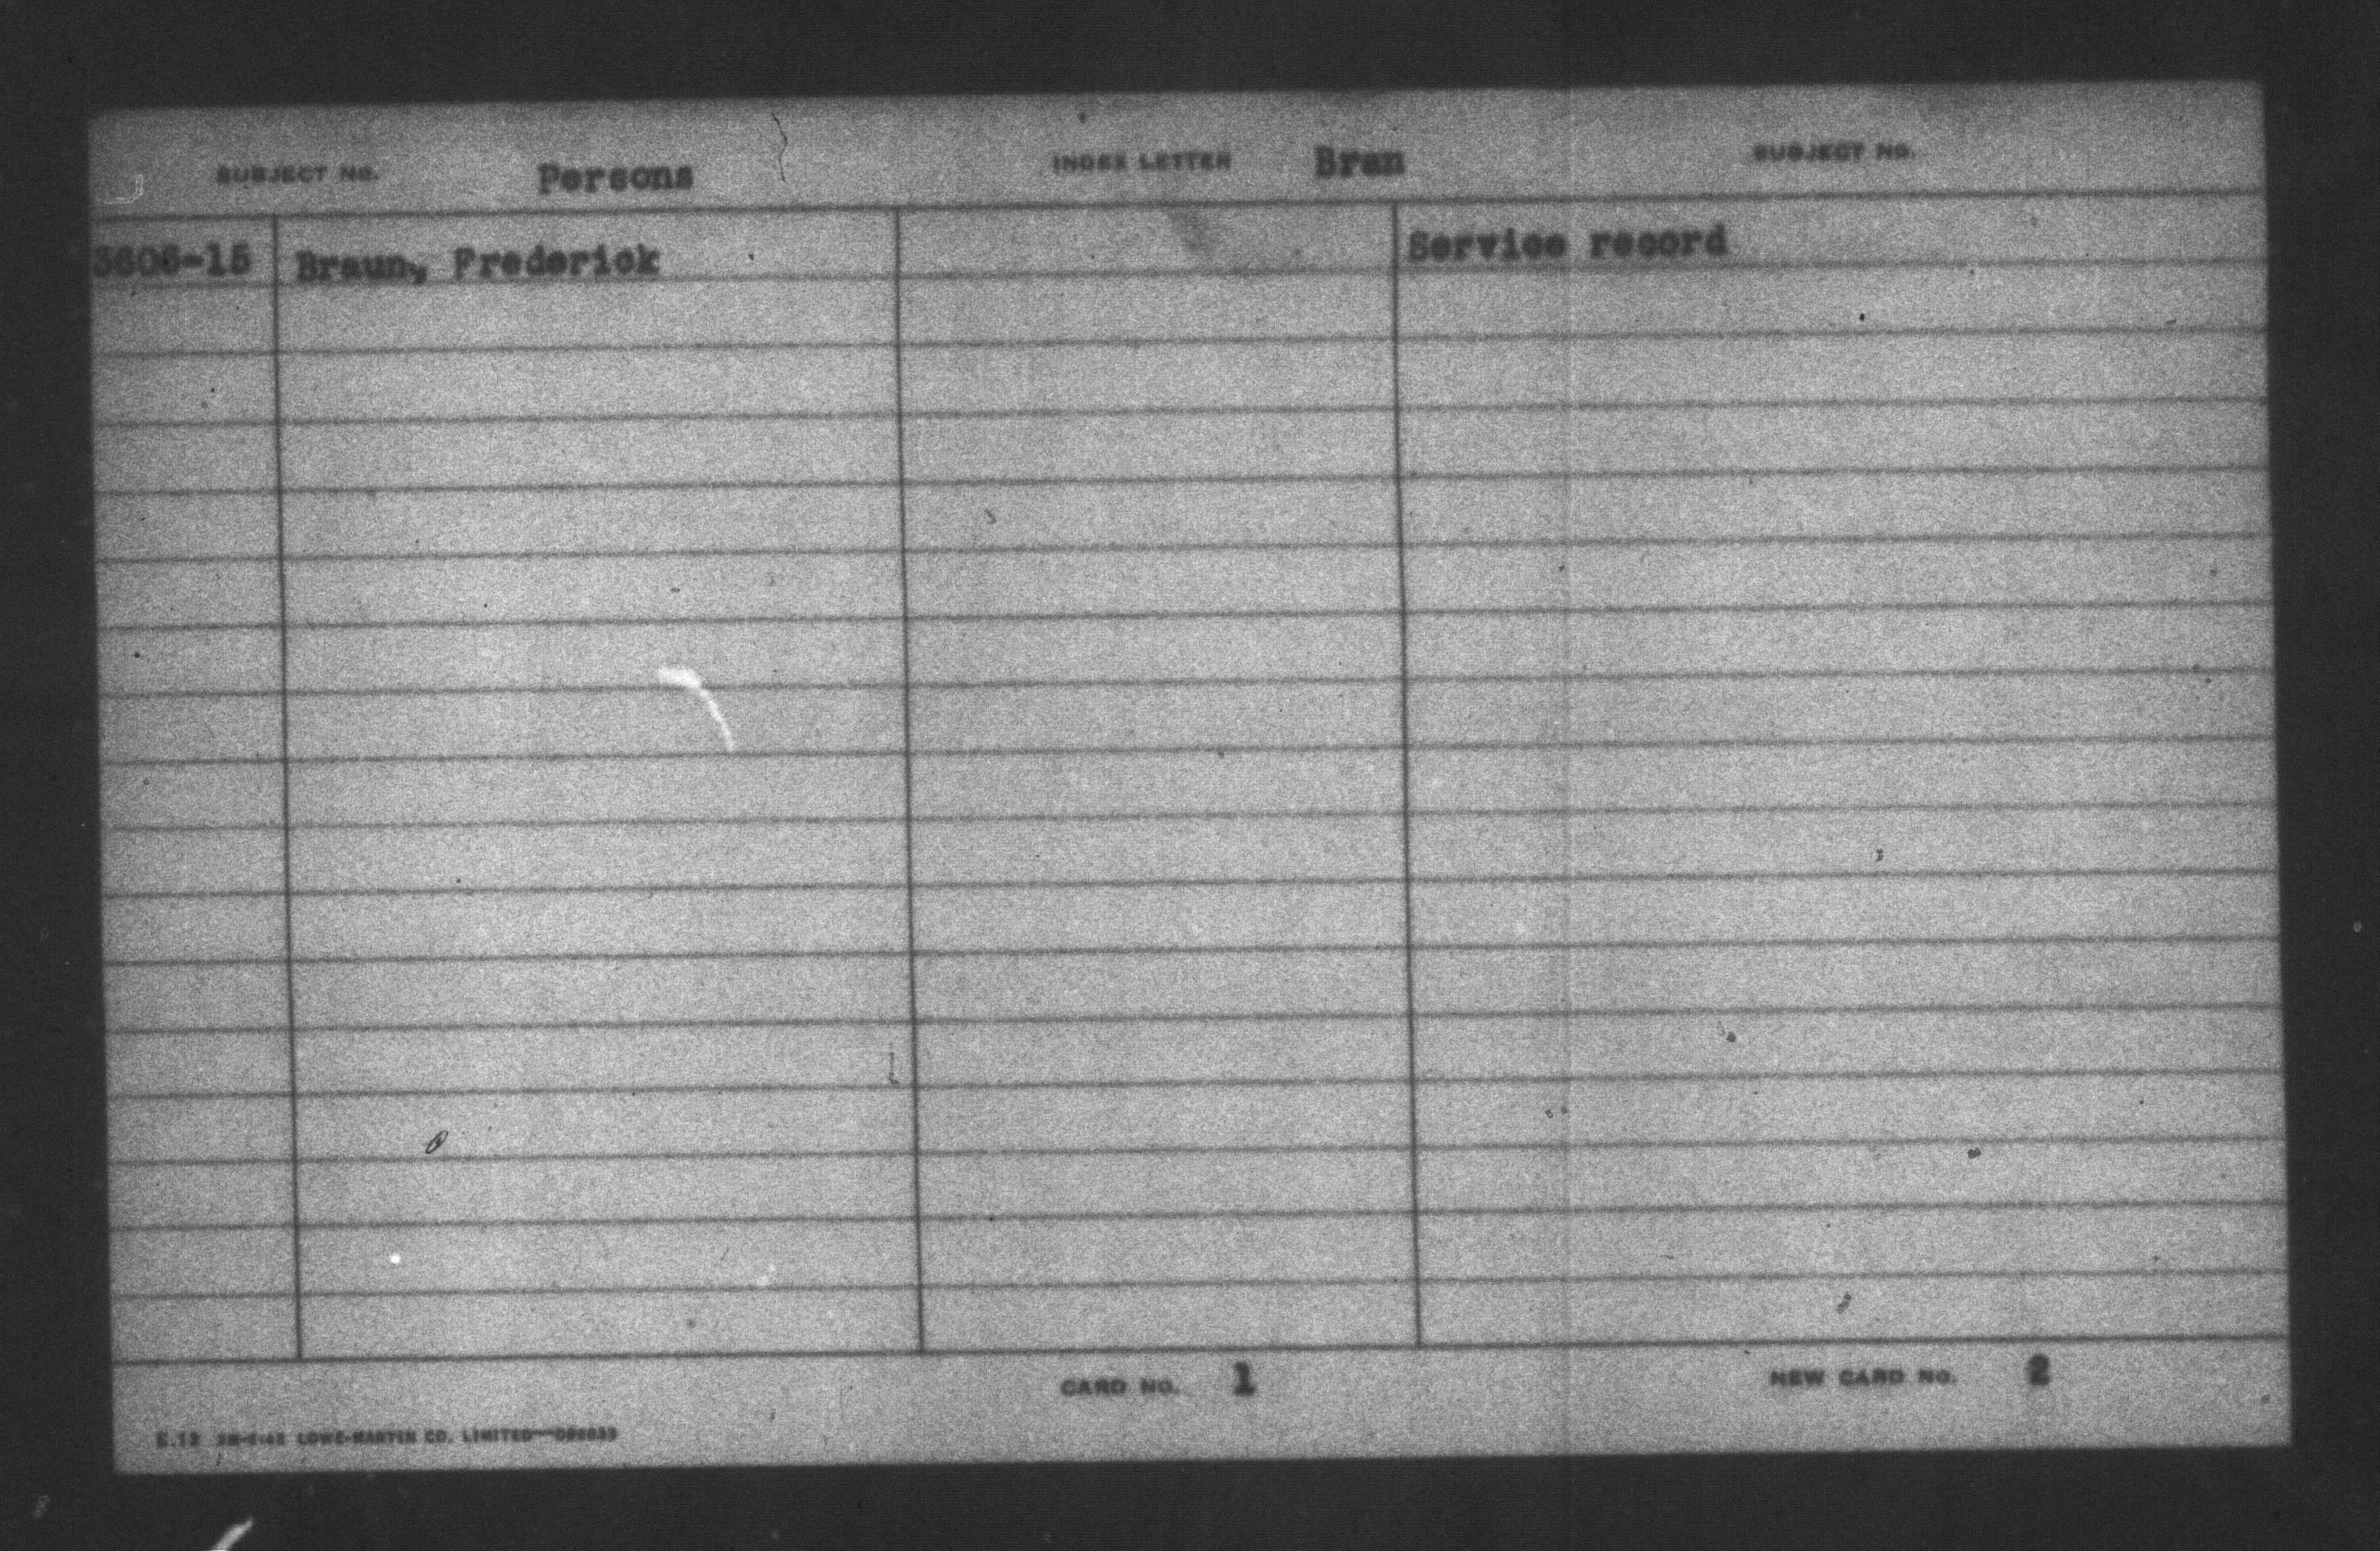 SUBJECT NO. Persons INDEX LETTER Bran SUBJECT NO.
3606-15 Braun, Frederick Service record
CARD NO. 1 NEW CARD NO. 2
LOWE-MARTIN CO. LIMITED